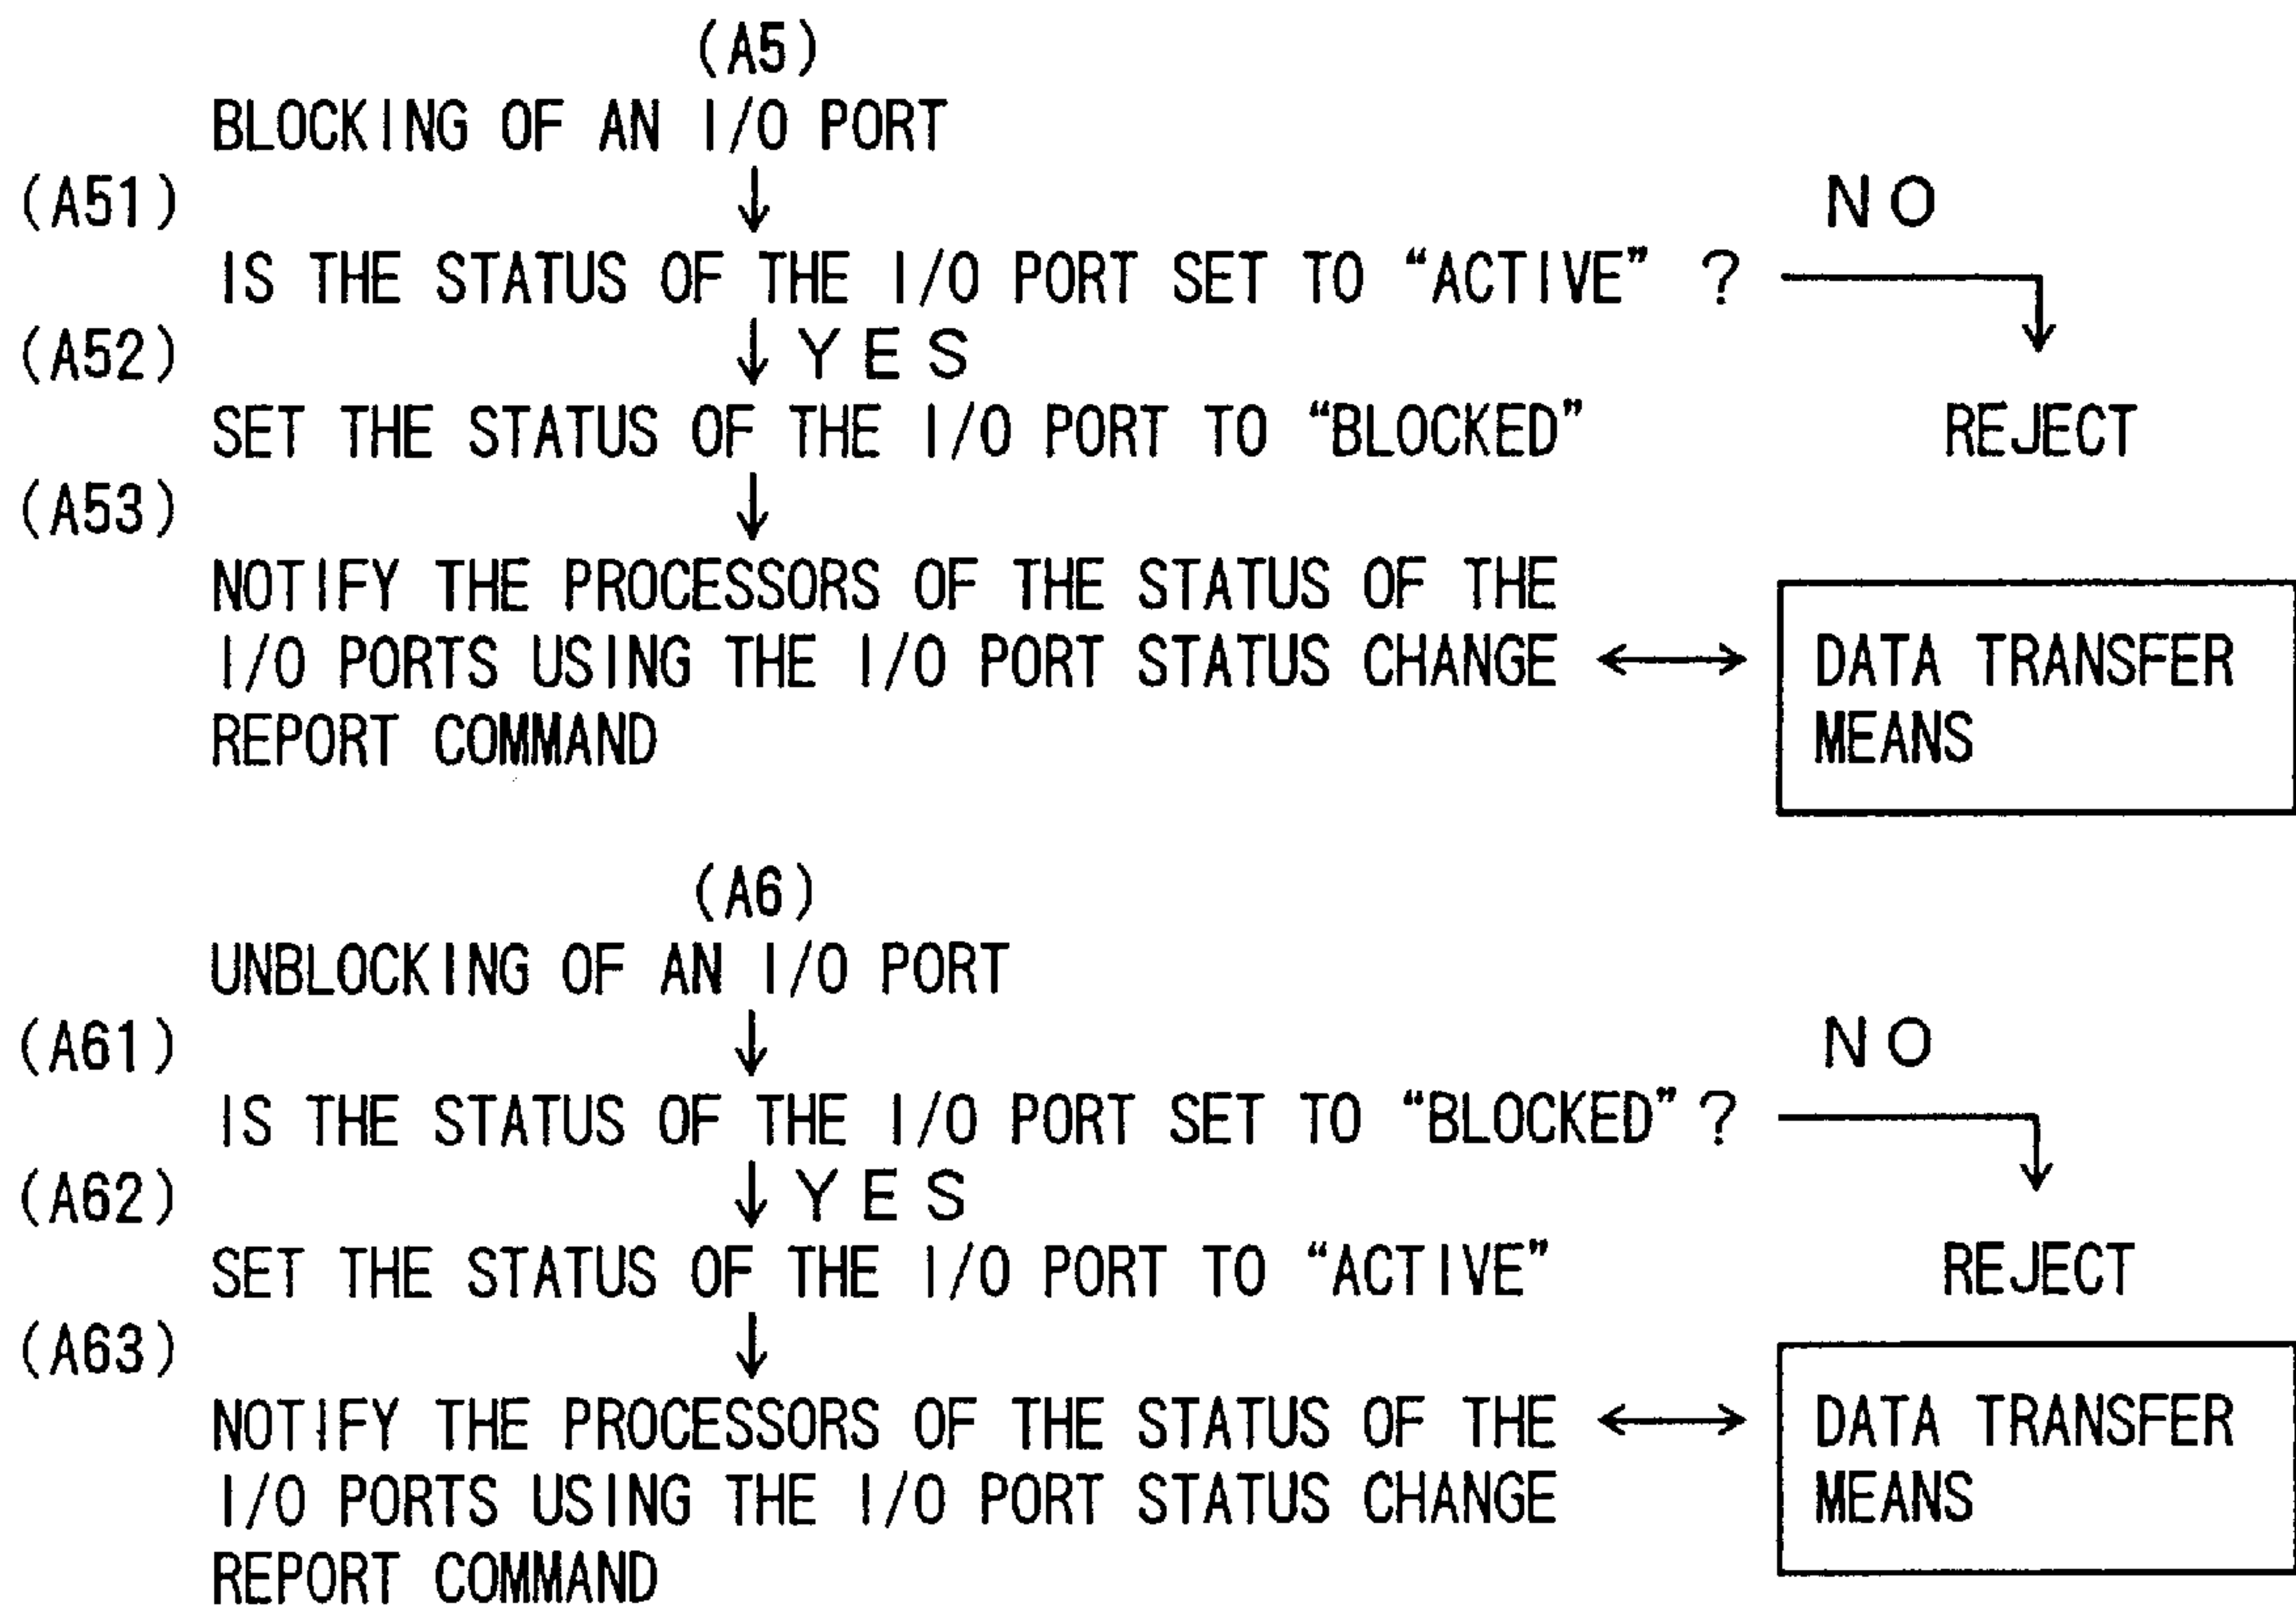 (A5)
BLOCKING OF AN I/O PORT
(A51)
NO
IS THE STATUS OF THE I/O PORT SET TO “ACTIVE” ?
(A52)
YES
SET THE STATUS OF THE I/O PORT TO “BLOCKED”
REJECT
(A53)
NOTIFY THE PROCESSORS OF THE STATUS OF THE
I/O PORTS USING THE I/O PORT STATUS CHANGE
REPORT COMMAND
DATA TRANSFER
MEANS
(A6)
UNBLOCKING OF AN I/O PORT
(A61)
NO
IS THE STATUS OF THE I/O PORT SET TO “BLOCKED” ?
(A62)
YES
SET THE STATUS OF THE I/O PORT TO “ACTIVE”
REJECT
(A63)
NOTIFY THE PROCESSORS OF THE STATUS OF THE
I/O PORTS USING THE I/O PORT STATUS CHANGE
REPORT COMMAND
DATA TRANSFER
MEANS